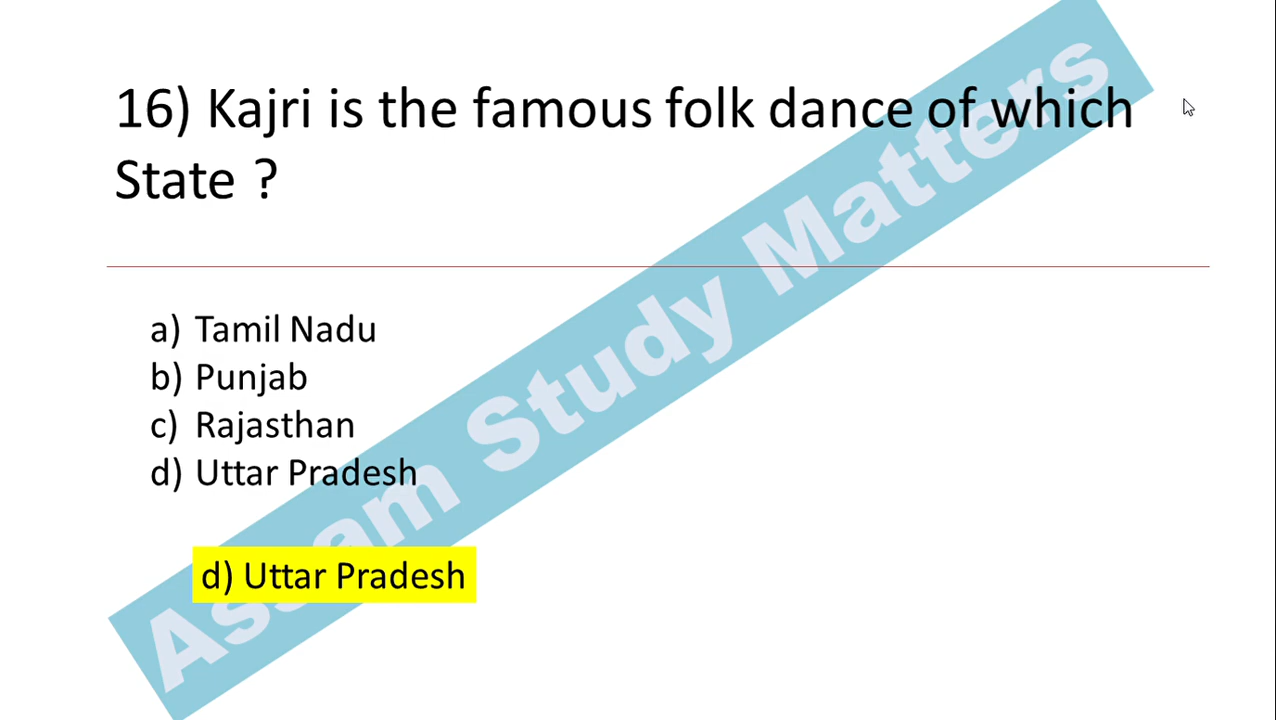 16) Kajri is the famous folk dance of which
State ?
a) Tamil Nadu
b) Punjab
c) Rajasthan
d) Uttar Pradesh
d) Uttar Pradesh
Assam Study Matters